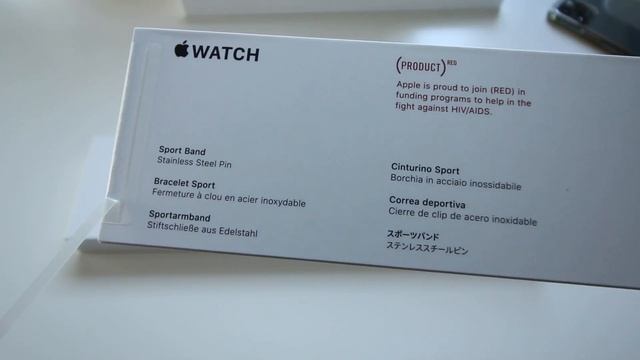 WATCH
Sport Band
Stainless Steel Pin
Bracelet Sport
Fermeture à clou en acier inoxydable
Sportarmband
Stiftschließe aus Edelstahl
(PRODUCT)RED
Apple is proud to join (RED) in
funding programs to help in the
fight against HIV/AIDS.
Cinturino Sport
Borchia in acciaio inossidabile
Correa deportiva
Cierre de clip de acero inoxidable
スポーツバンド
ステンレススチールピン